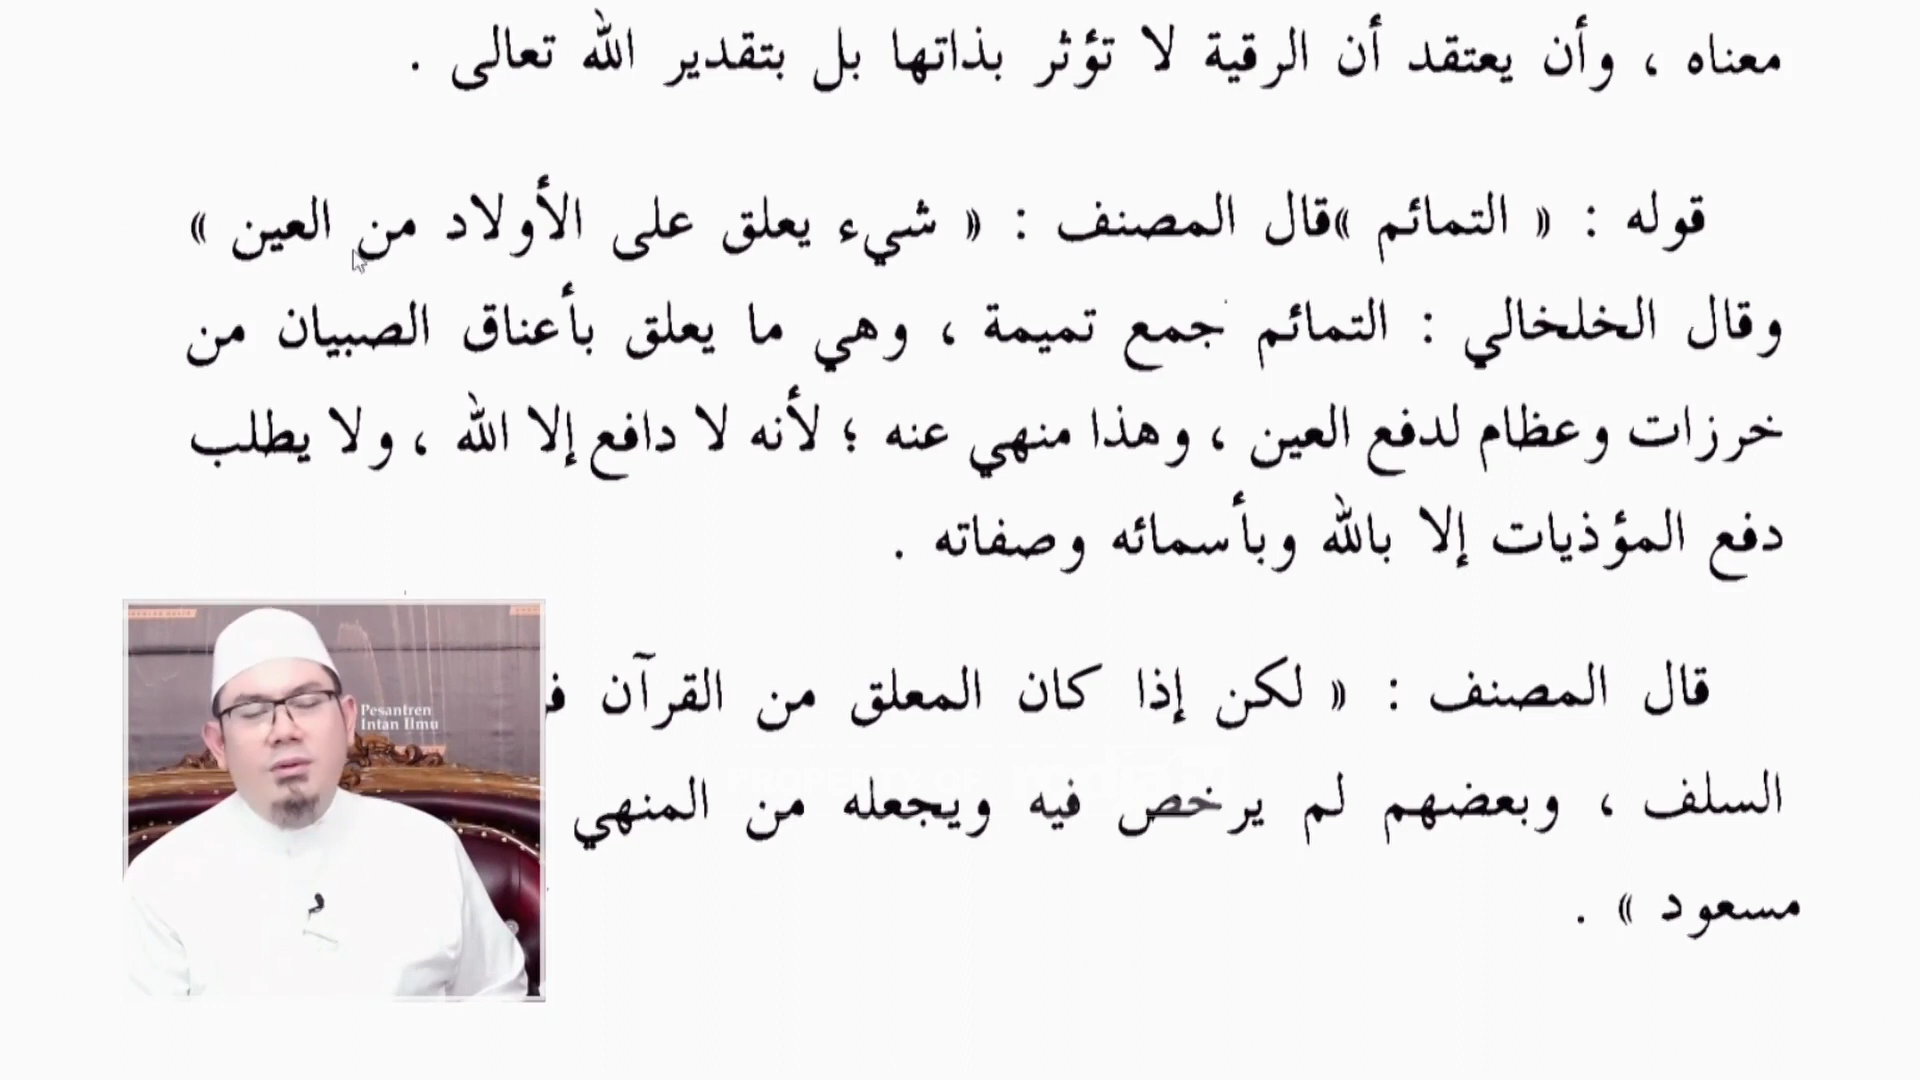 معناه ، وأن يعتقد أن الرقية لا تؤثر بذاتها بل بتقدير الله تعالى .
قوله : « التمائم »قال المصنف : « شيء يعلق على الأولاد من العين »
وقال الخلخالي : التمائم جمع تميمة ، وهي ما يعلق بأعناق الصبيان من
خرزات وعظام لدفع العين ، وهذا منهي عنه ؛ لأنه لا دافع إلا الله ، ولا يطلب
دفع المؤذيات إلا بالله وبأسمائه وصفاته .
قال المصنف : « لكن إذا كان المعلق من القرآن
السلف ، وبعضهم لم يرخص فيه ويجعله من المنهي
مسعود » .
Pesantren
Intan Ilmu
PROPERTY OF